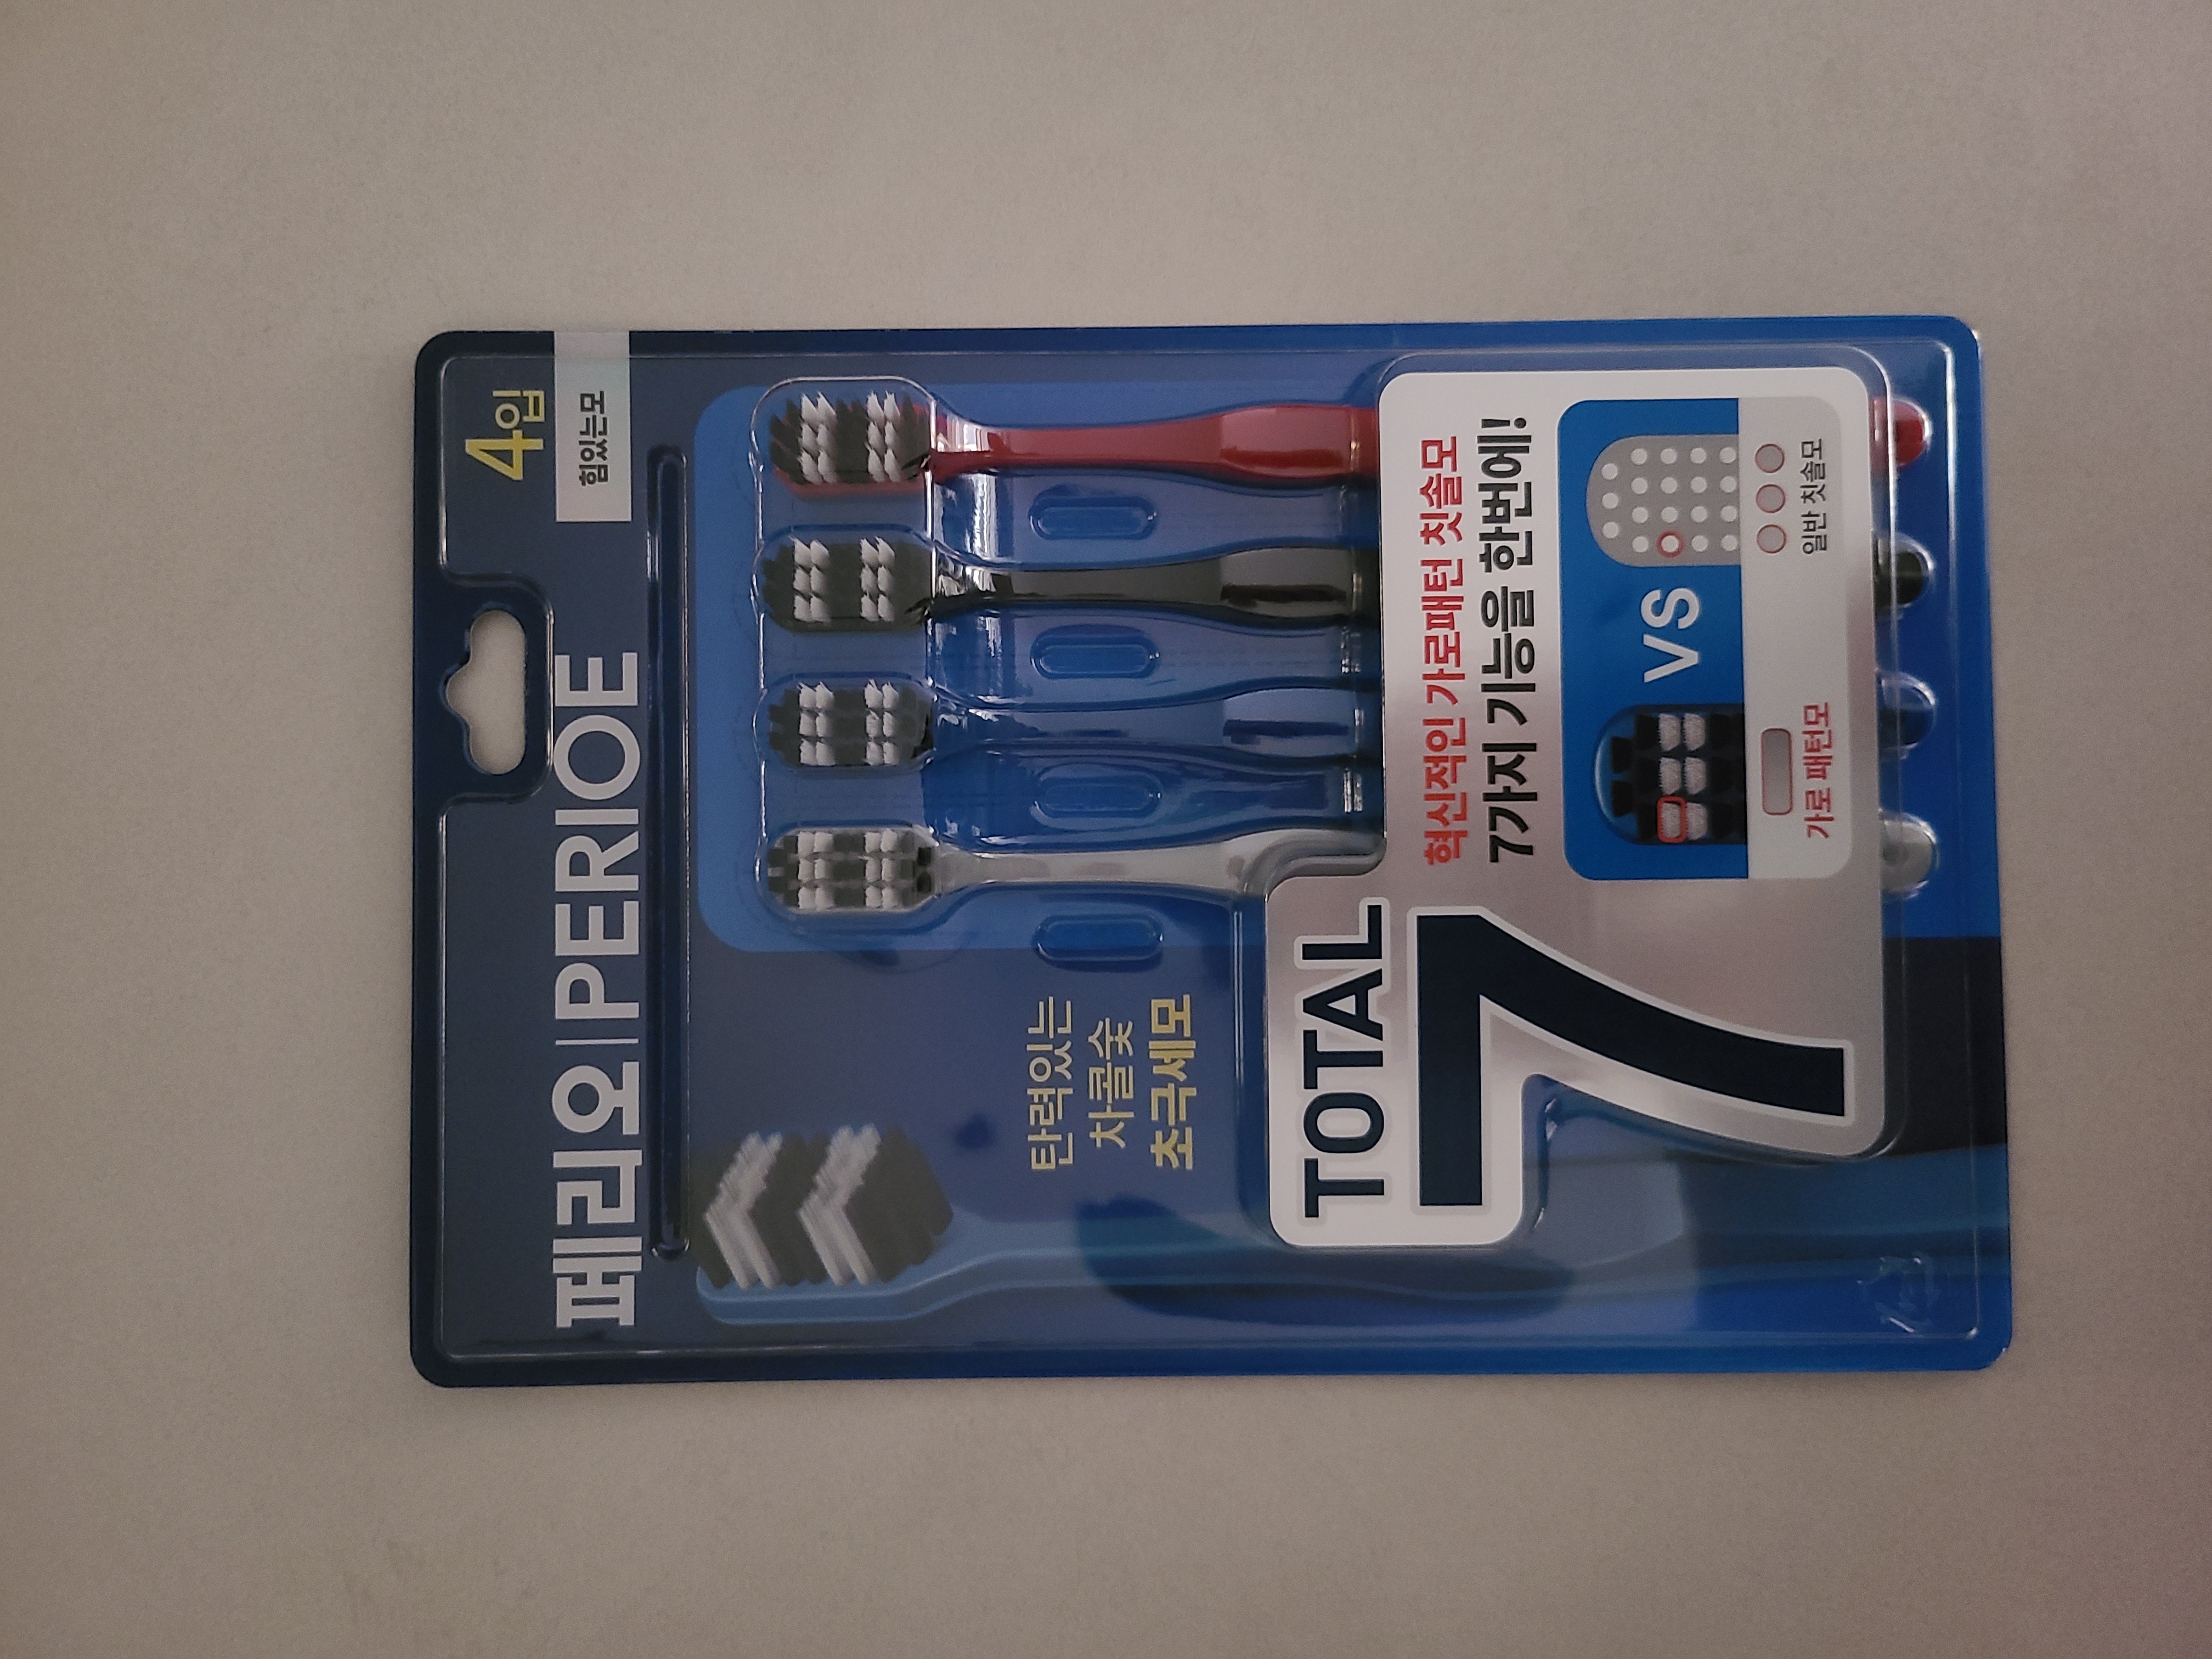 4입
페리오|PERIOE
힘있는모
탄력있는
차콜숯
초극세모
TOTAL
7
혁신적인 가로패턴 칫솔모
7가지 기능을 한번에!
VS
가로 패턴모
일반 칫솔모